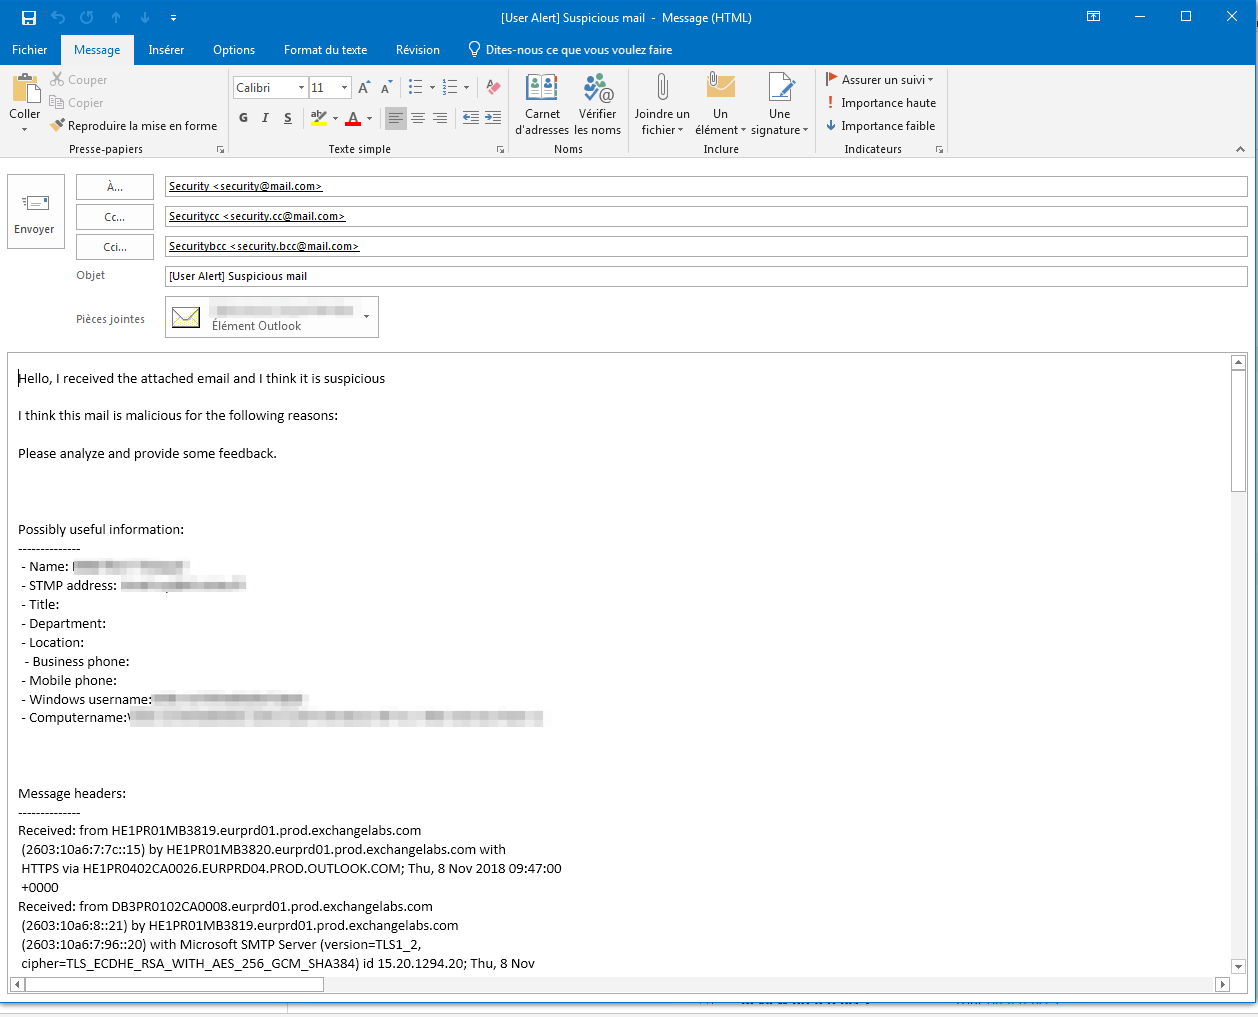 [User Alert] Suspicious mail - Message (HTML)
Fichier Message Insérer Options Format du texte Révision Dites-nous ce que vous voulez faire
Coller
Couper
Copier
Reproduire la mise en forme
Presse-papiers
Calibri 11
G I S
Texte simple
Carnet d'adresses
Vérifier les noms
Noms
Joindre un fichier
Un élément
Une signature
Inclure
Assurer un suivi
Importance haute
Importance faible
Indicateurs
Envoyer
À... Security <security@mail.com>
Cc... Securitycc <security.cc@mail.com>
Cci... Securitybcc <security.bcc@mail.com>
Objet [User Alert] Suspicious mail
Pièces jointes
Élément Outlook
Hello, I received the attached email and I think it is suspicious
I think this mail is malicious for the following reasons:
Please analyze and provide some feedback.
Possibly useful information:
--------------
- Name:
- STMP address:
- Title:
- Department:
- Location:
- Business phone:
- Mobile phone:
- Windows username:
- Computername:
Message headers:
--------------
Received: from HE1PR01MB3819.eurprd01.prod.exchangelabs.com
(2603:10a6:7:7c::15) by HE1PR01MB3820.eurprd01.prod.exchangelabs.com with
HTTPS via HE1PR0402CA0026.EURPRD04.PROD.OUTLOOK.COM; Thu, 8 Nov 2018 09:47:00
+0000
Received: from DB3PR0102CA0008.eurprd01.prod.exchangelabs.com
(2603:10a6:8::21) by HE1PR01MB3819.eurprd01.prod.exchangelabs.com
(2603:10a6:7:96::20) with Microsoft SMTP Server (version=TLS1_2,
cipher=TLS_ECDHE_RSA_WITH_AES_256_GCM_SHA384) id 15.20.1294.20; Thu, 8 Nov